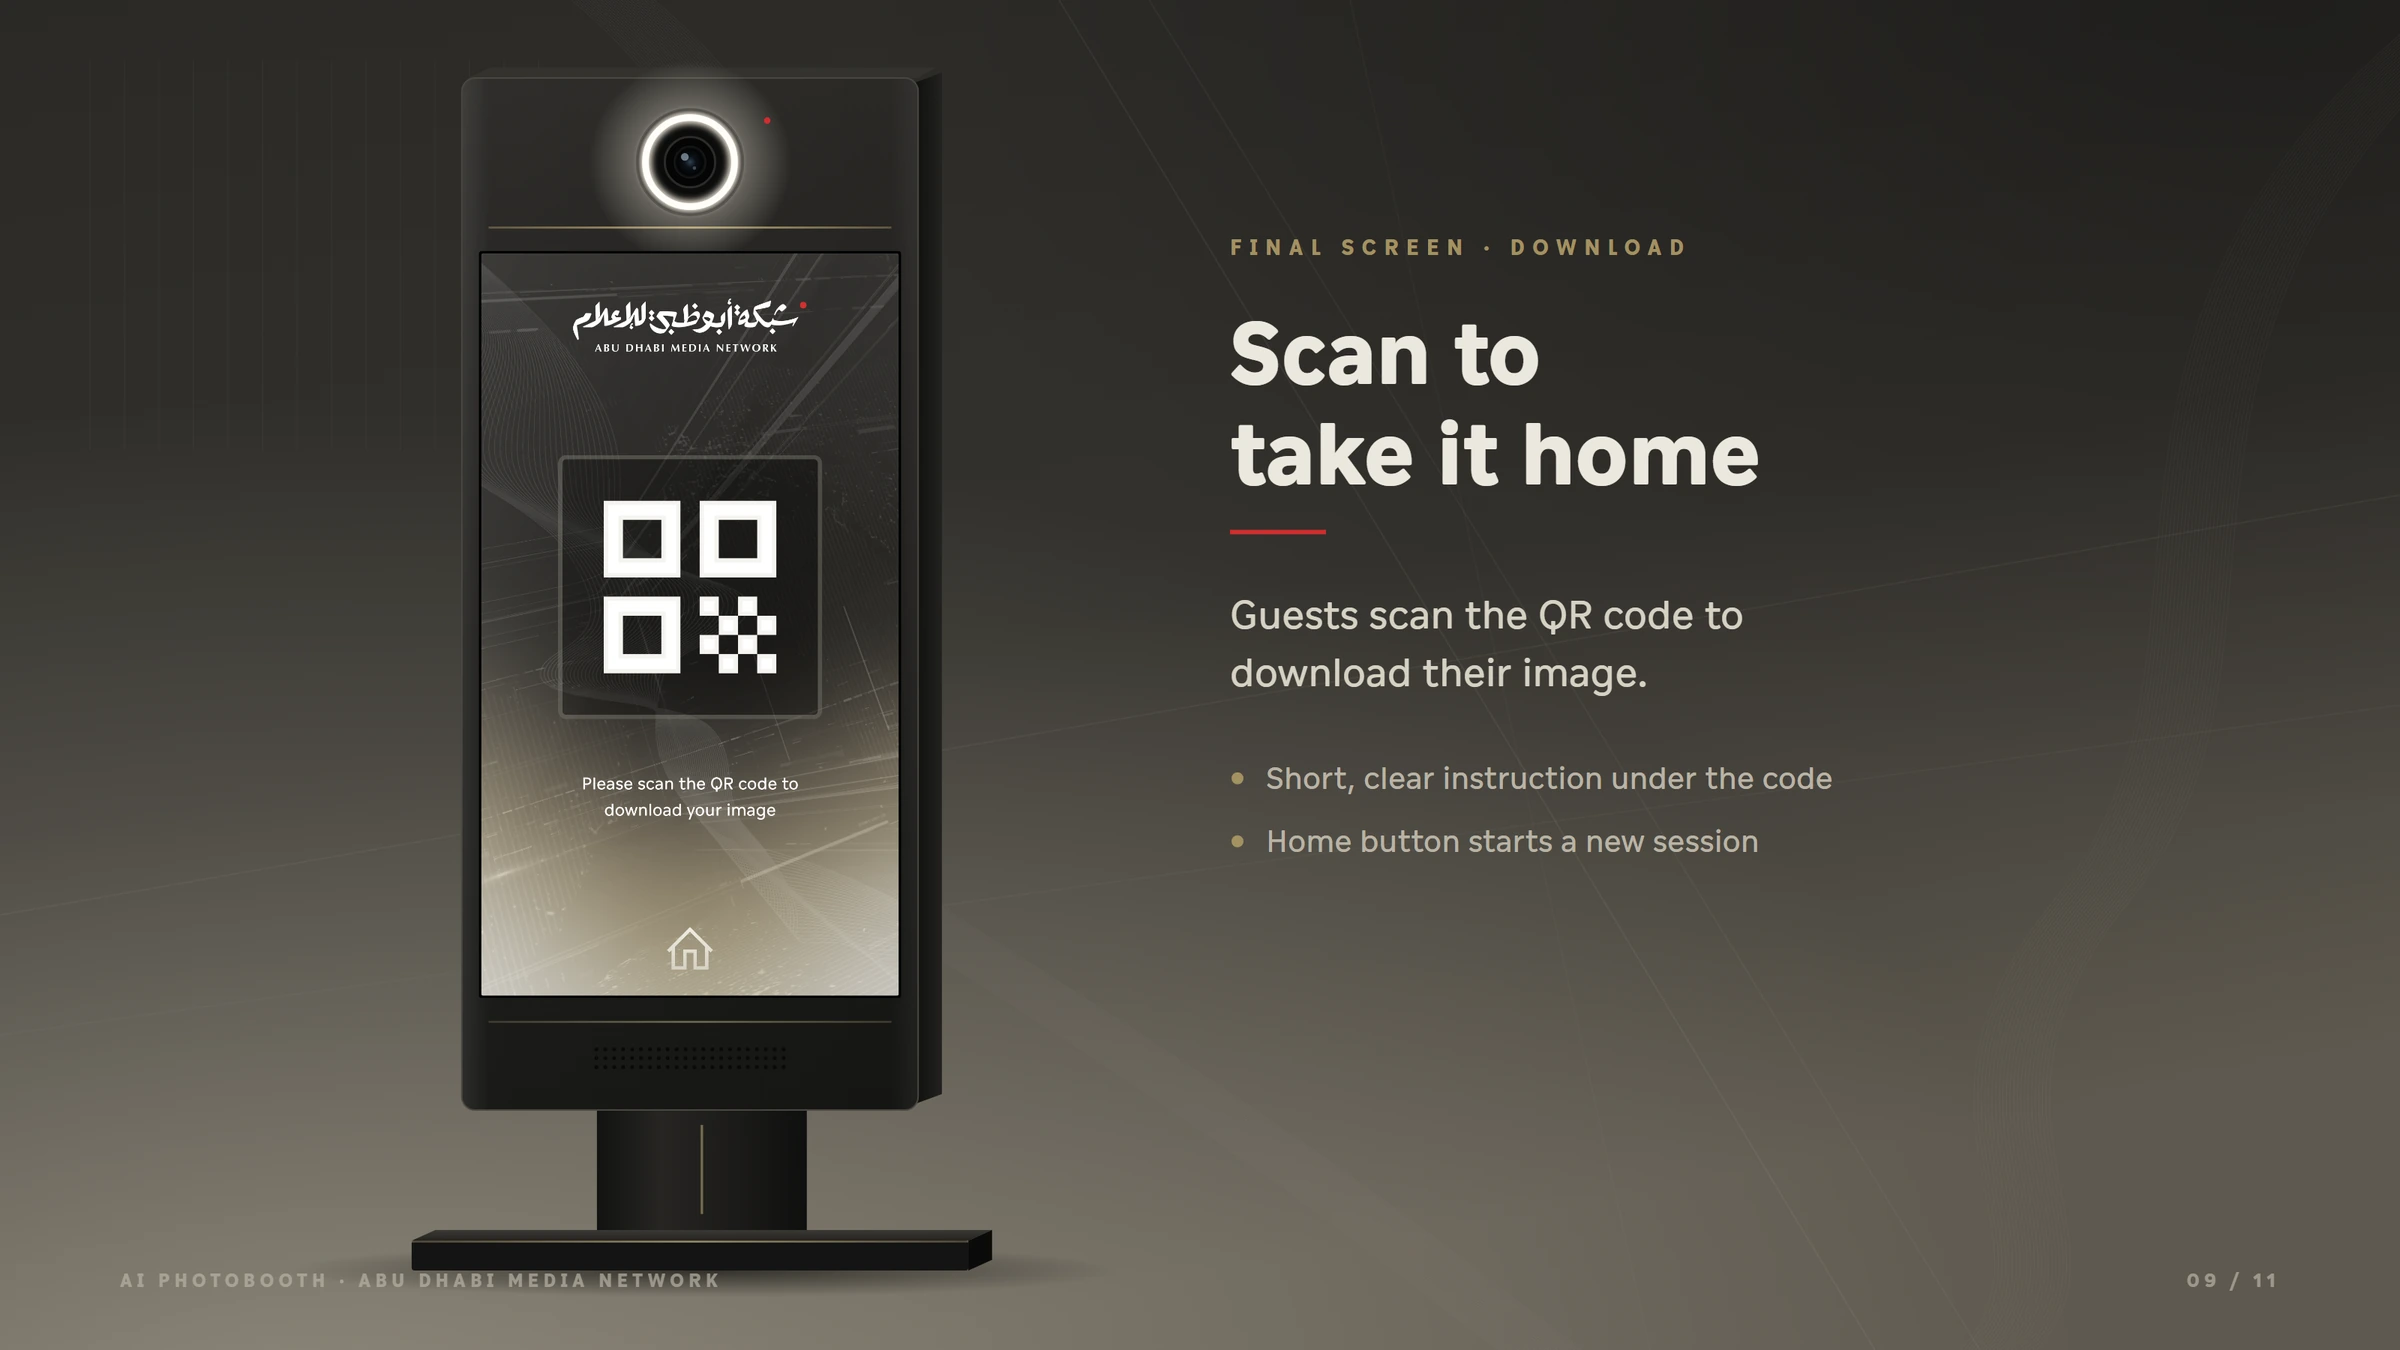 شبكة أبوظبي للإعلام
ABU DHABI MEDIA NETWORK
Please scan the QR code to
download your image
FINAL SCREEN · DOWNLOAD
Scan to
take it home
Guests scan the QR code to
download their image.
• Short, clear instruction under the code
• Home button starts a new session
AI PHOTOBOOTH · ABU DHABI MEDIA NETWORK
09 / 11